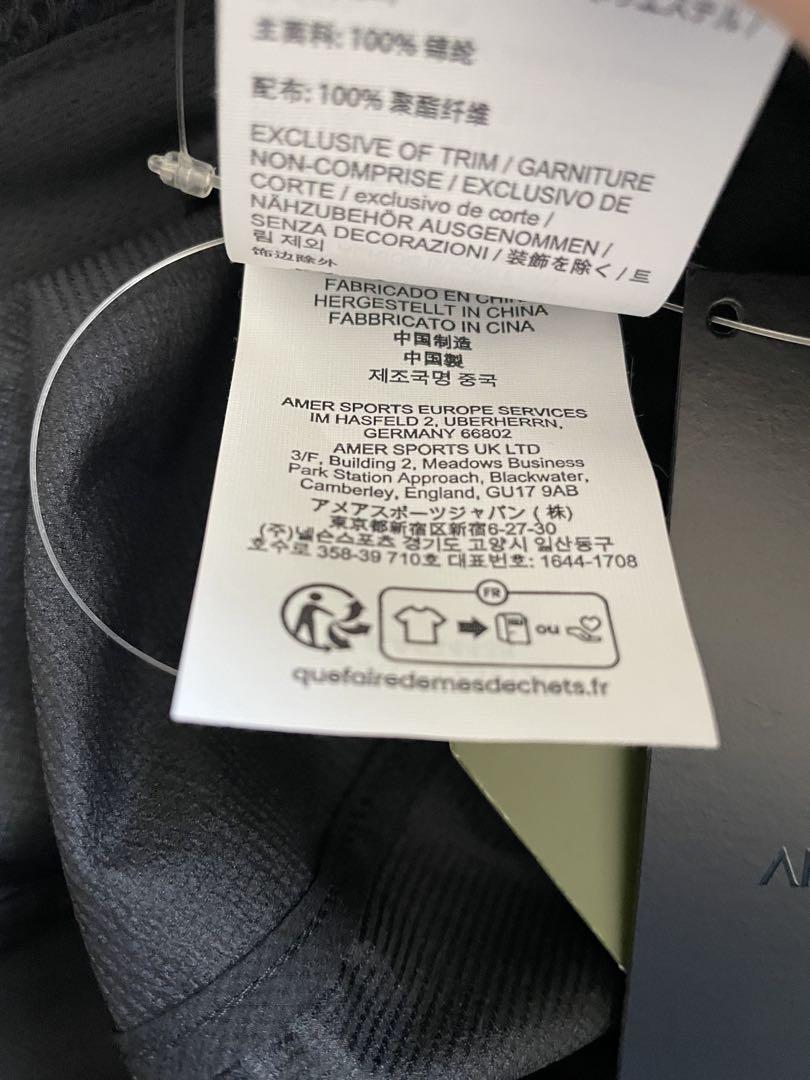 主面料: 100% 锦纶
配布: 100% 聚酯纤维
EXCLUSIVE OF TRIM / GARNITURE
NON-COMPRISE / EXCLUSIVO DE
CORTE / exclusivo de corte /
NÄHZUBEHÖR AUSGENOMMEN /
SENZA DECORAZIONI / 装飾を除く / 트
림 제외
饰边除外
FABRICADO EN CHINA
HERGESTELLT IN CHINA
FABBRICATO IN CINA
中国制造
中国製
제조국명 중국
AMER SPORTS EUROPE SERVICES
IM HASFELD 2, UBERHERRN,
GERMANY 66802
AMER SPORTS UK LTD
3/F, Building 2, Meadows Business
Park Station Approach, Blackwater,
Camberley, England, GU17 9AB
アメアスポーツジャパン (株)
東京都新宿区新宿6-27-30
(주)넬슨스포츠 경기도 고양시 일산동구
호수로 358-39 710호 대표번호: 1644-1708
FR
ou
quefairedemesdechets.fr